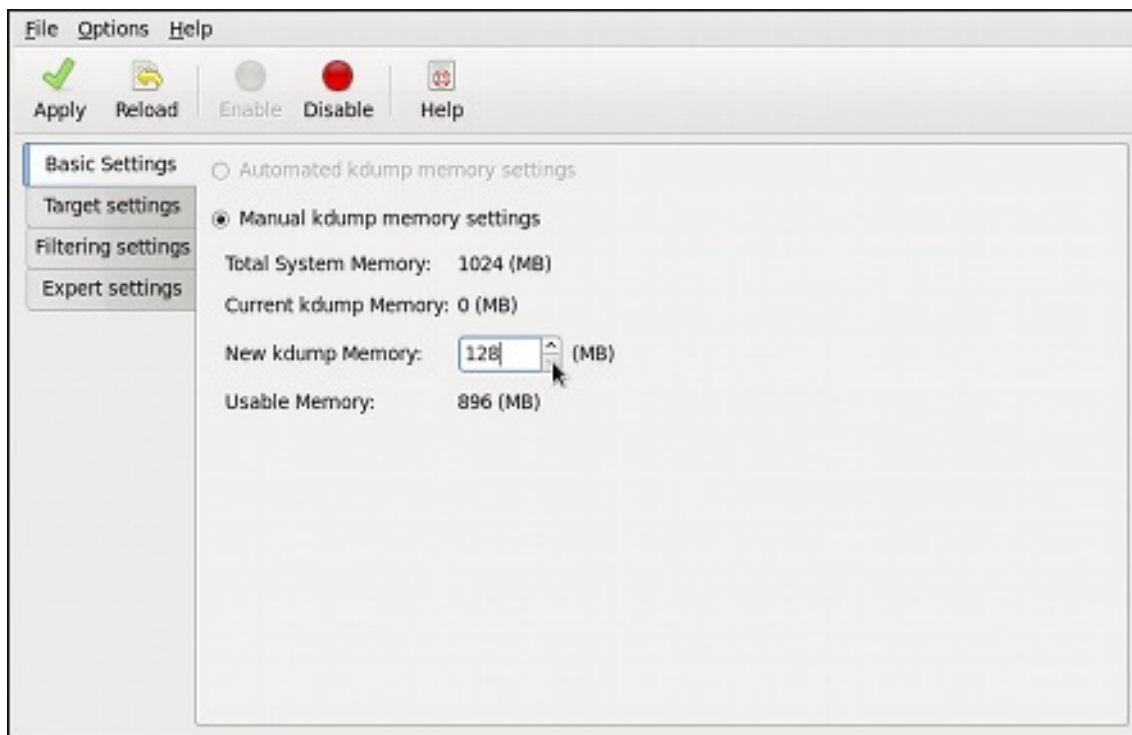 File Options Help
Apply Reload Enable Disable Help
Basic Settings
Target settings
Filtering settings
Expert settings
Automated kdump memory settings
Manual kdump memory settings
Total System Memory: 1024 (MB)
Current kdump Memory: 0 (MB)
New kdump Memory: 128 (MB)
Usable Memory: 896 (MB)